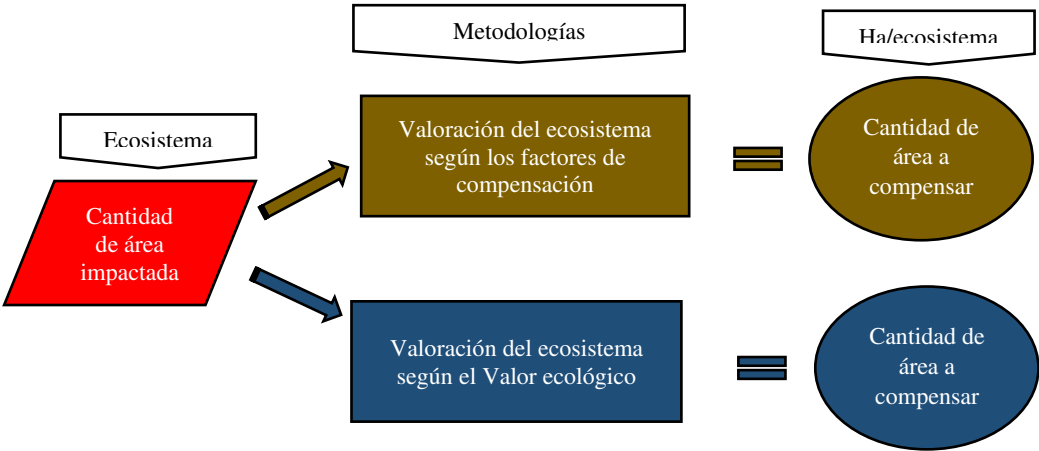 Metodologías
Ha/ecosistema
Ecosistema
Cantidad
de área
impactada
Valoración del ecosistema
según los factores de
compensación
Cantidad de
área a
compensar
Valoración del ecosistema
según el Valor ecológico
Cantidad de
área a
compensar